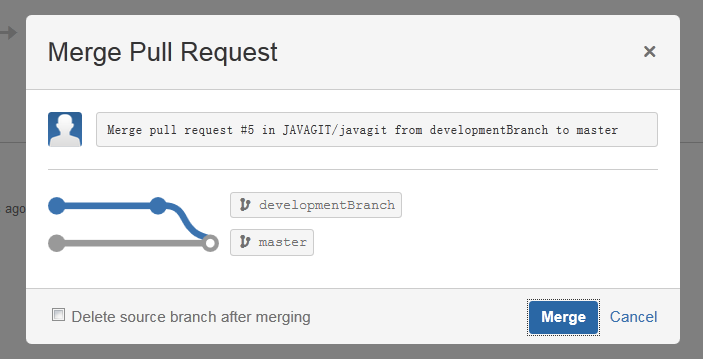 Merge Pull Request
Merge pull request #5 in JAVAGIT/javagit from developmentBranch to master
developmentBranch
ago
master
Delete source branch after merging
Merge Cancel